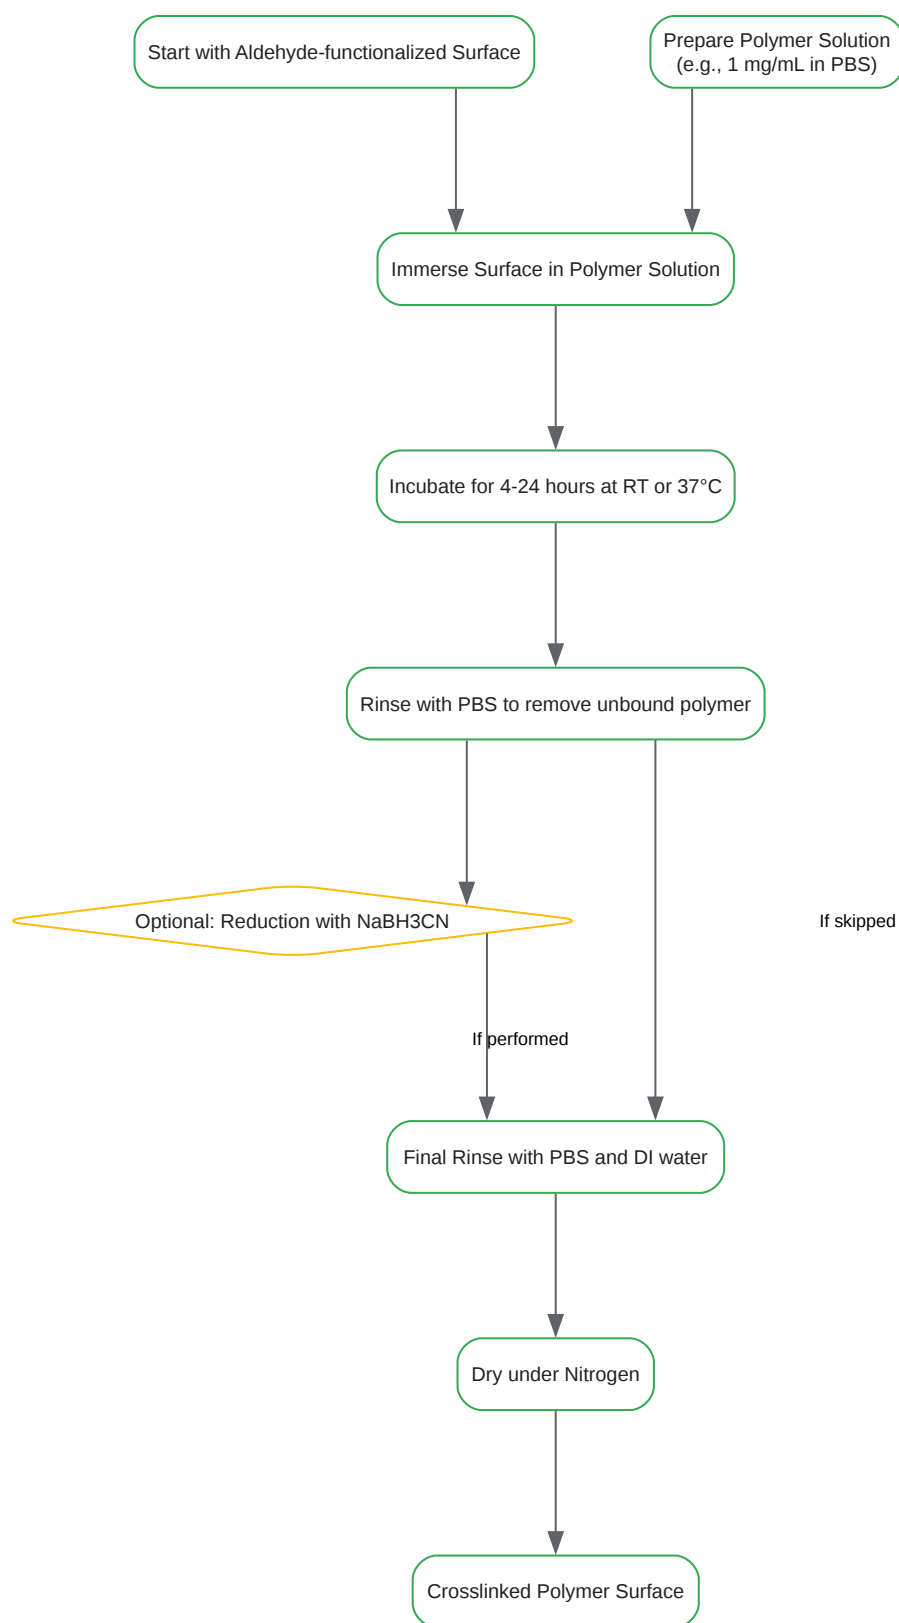 Start with Aldehyde-functionalized Surface
Prepare Polymer Solution
(e.g., 1 mg/mL in PBS)
Immerse Surface in Polymer Solution
Incubate for 4-24 hours at RT or 37°C
Rinse with PBS to remove unbound polymer
Optional: Reduction with NaBH3CN
If skipped
If performed
Final Rinse with PBS and DI water
Dry under Nitrogen
Crosslinked Polymer Surface